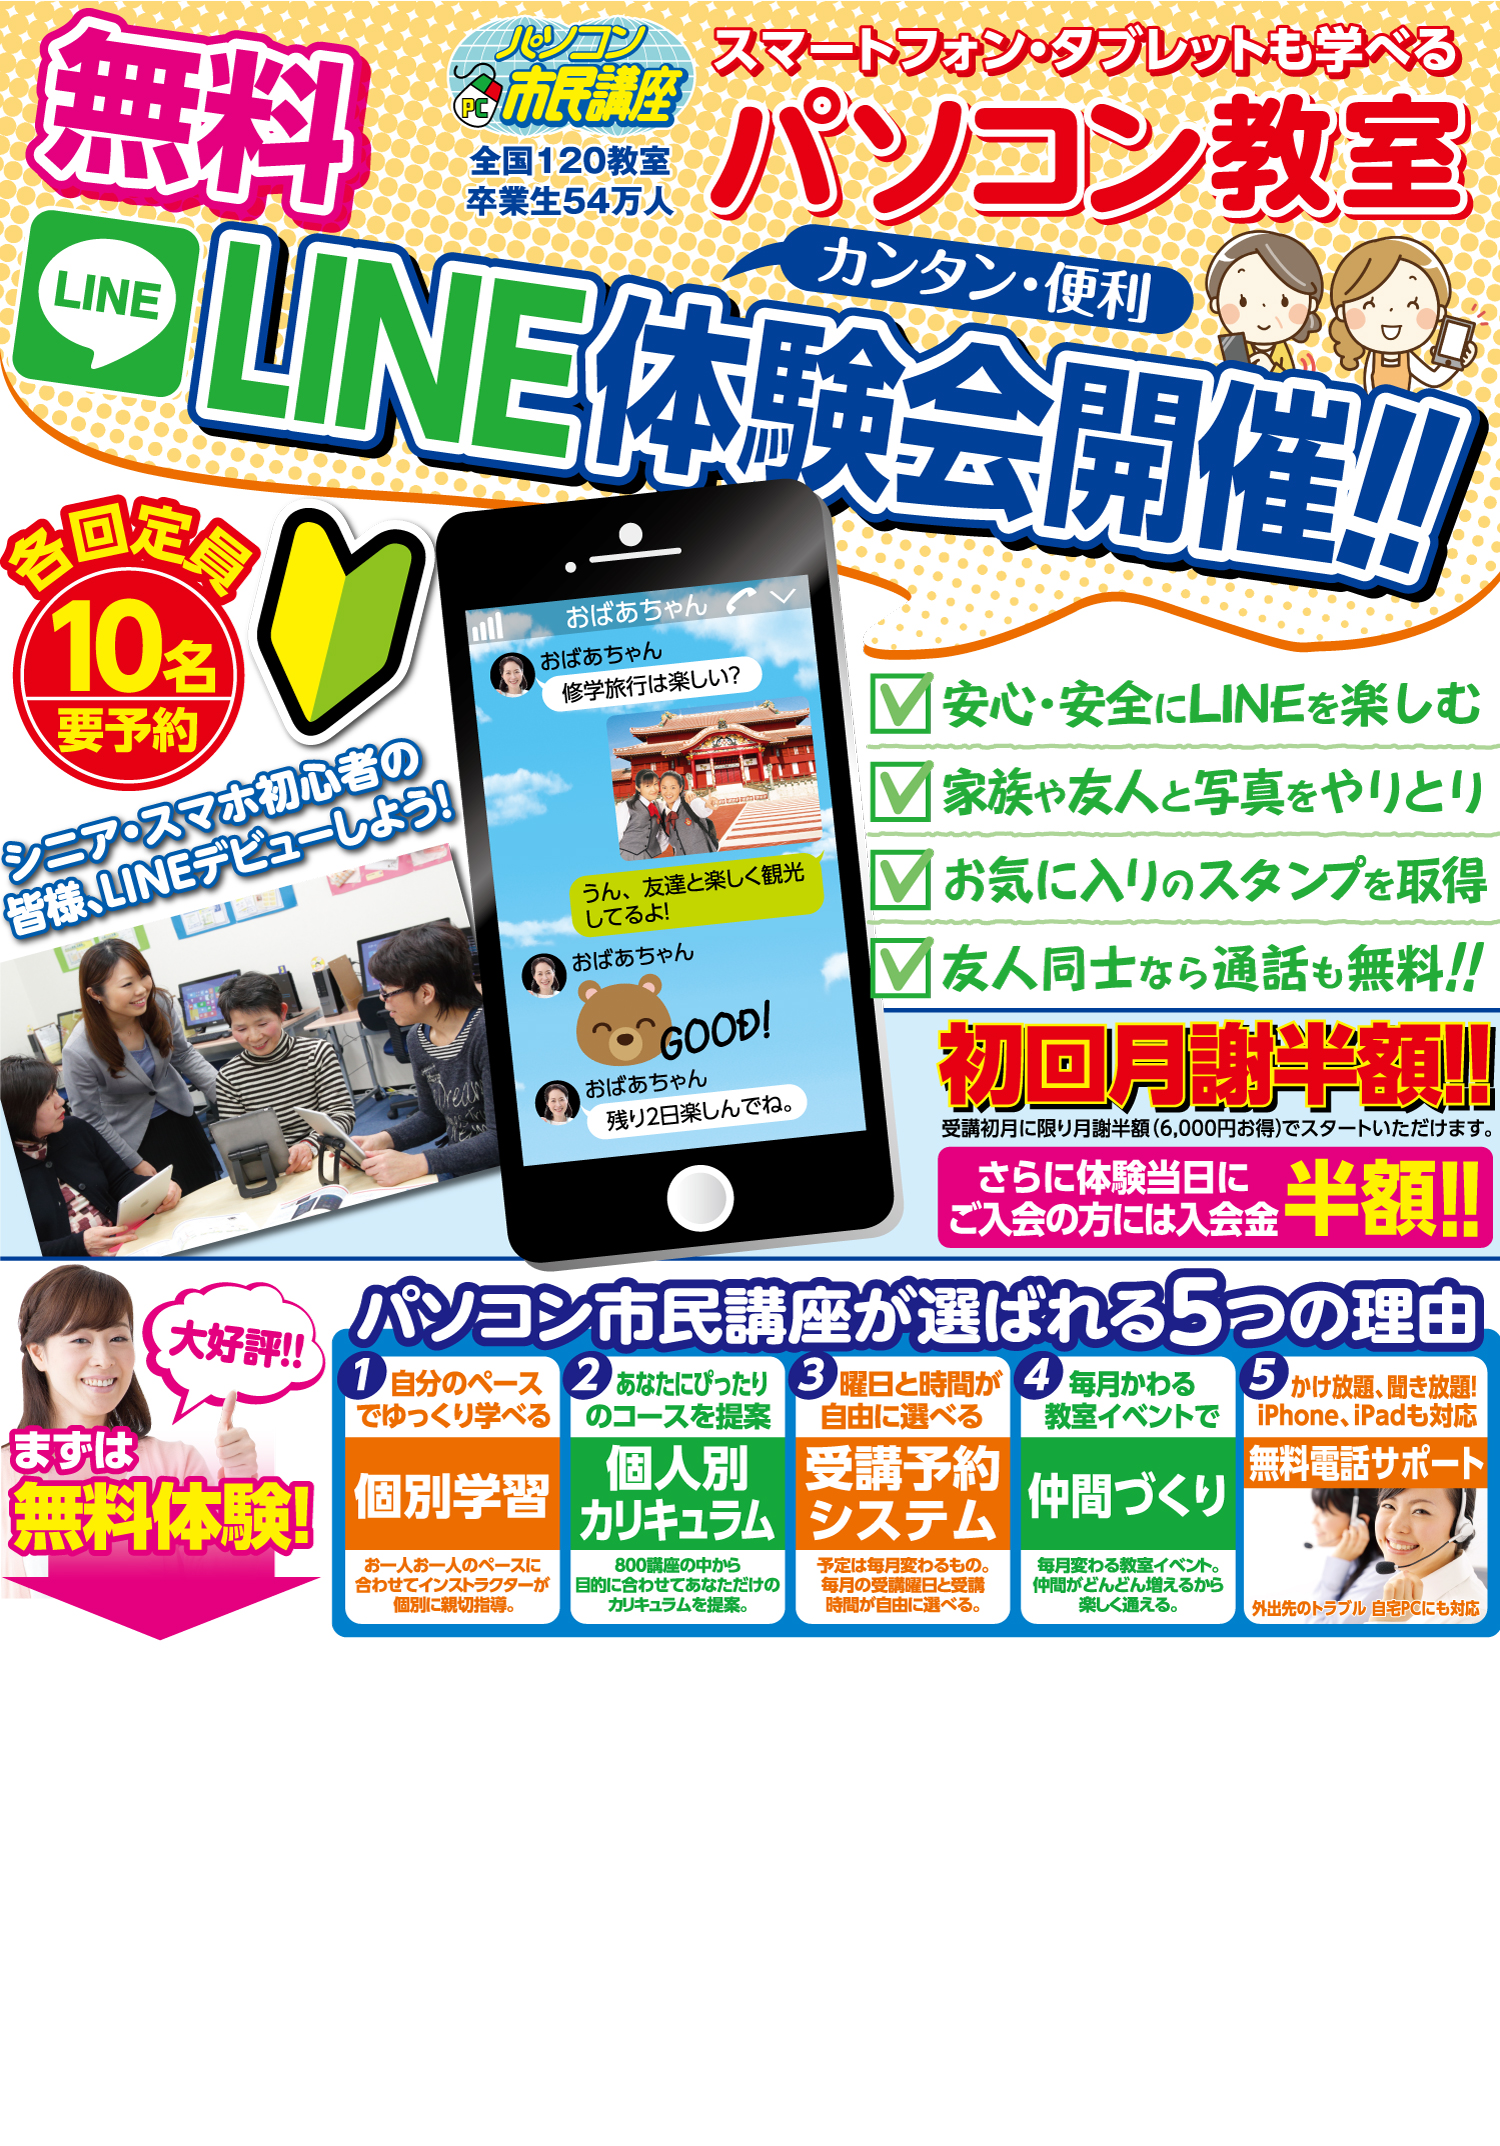 無料
パソコン
市民講座
PC
全国120教室
卒業生54万人
スマートフォン・タブレットも学べる
パソコン教室
カンタン・便利
LINE
LINE体験会開催!!
各回定員
10名
要予約
シニア・スマホ初心者の
皆様、LINEデビューしよう!
おばあちゃん
おばあちゃん
修学旅行は楽しい?
うん、友達と楽しく観光
してるよ!
おばあちゃん
GOOD!
おばあちゃん
残り2日楽しんでね。
安心・安全にLINEを楽しむ
家族や友人と写真をやりとり
お気に入りのスタンプを取得
友人同士なら通話も無料!!
初回月謝半額!!
受講初月に限り月謝半額(6,000円お得)でスタートいただけます。
さらに体験当日に
ご入会の方には入会金
半額!!
大好評!!
まずは
無料体験!
パソコン市民講座が選ばれる5つの理由
1 自分のペース
でゆっくり学べる
個別学習
お一人お一人のペースに
合わせてインストラクターが
個別に親切指導。
2 あなたにぴったり
のコースを提案
個人別
カリキュラム
800講座の中から
目的に合わせてあなただけの
カリキュラムを提案。
3 曜日と時間が
自由に選べる
受講予約
システム
予定は毎月変わるもの。
毎月の受講曜日と受講
時間が自由に選べる。
4 毎月かわる
教室イベントで
仲間づくり
毎月変わる教室イベント。
仲間がどんどん増えるから
楽しく通える。
5 かけ放題、聞き放題!
iPhone、iPadも対応
無料電話サポート
外出先のトラブル 自宅PCにも対応